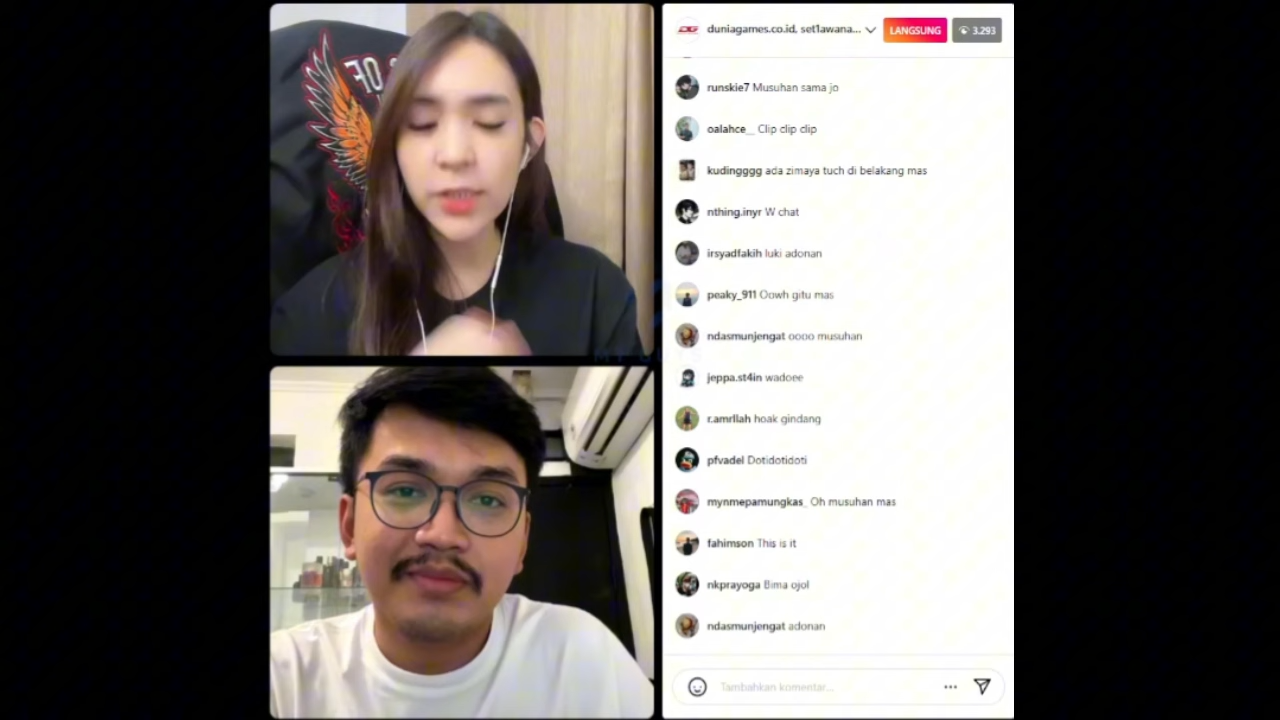 duniagames.co.id, set1awana...
LANGSUNG
3.293
runskie7 Musuhan sama jo
oalahce__ Clip clip clip
kudingggg ada zimaya tuch di belakang mas
nthing.inyr W chat
irsyadfakih luki adonan
peaky_911 Oowh gitu mas
ndasmunjengat oooo musuhan
jeppa.st4in wadoee
r.amrllah hoak gindang
pfvadel Dotidotidoti
mynmepamungkas_ Oh musuhan mas
fahimson This is it
nkprayoga Bima ojol
ndasmunjengat adonan
Tambahkan komentar...